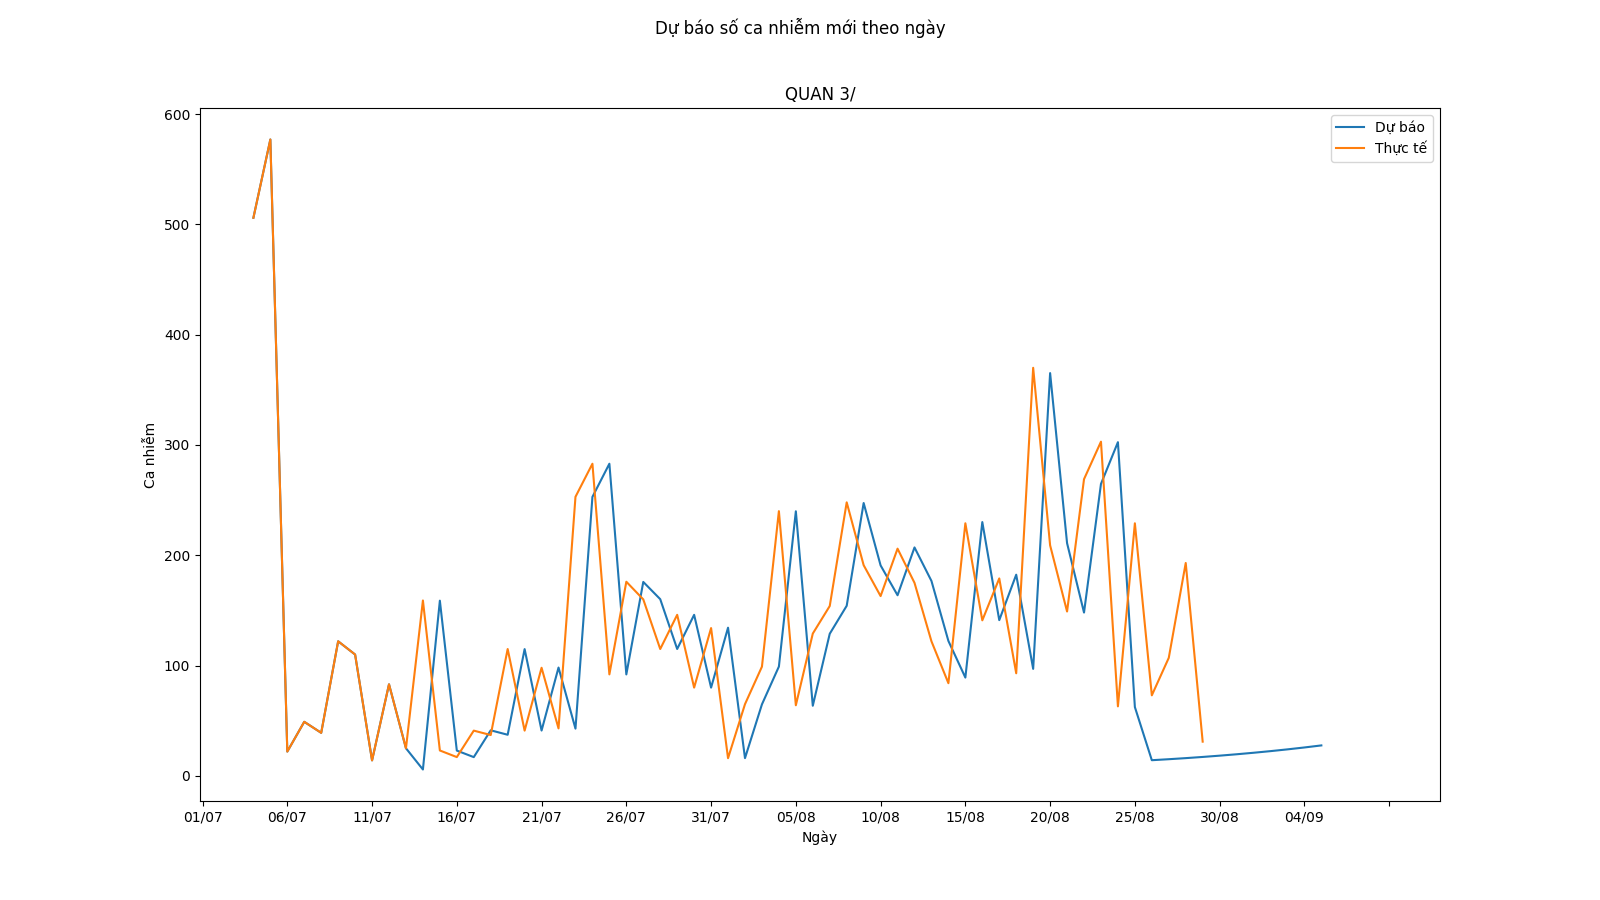 Dự báo số ca nhiễm mới theo ngày
QUAN 3/
600
500
400
300
200
100
0
Ca nhiễm
Dự báo
Thực tế
01/07 06/07 11/07 16/07 21/07 26/07 31/07 05/08 10/08 15/08 20/08 25/08 30/08 04/09
Ngày